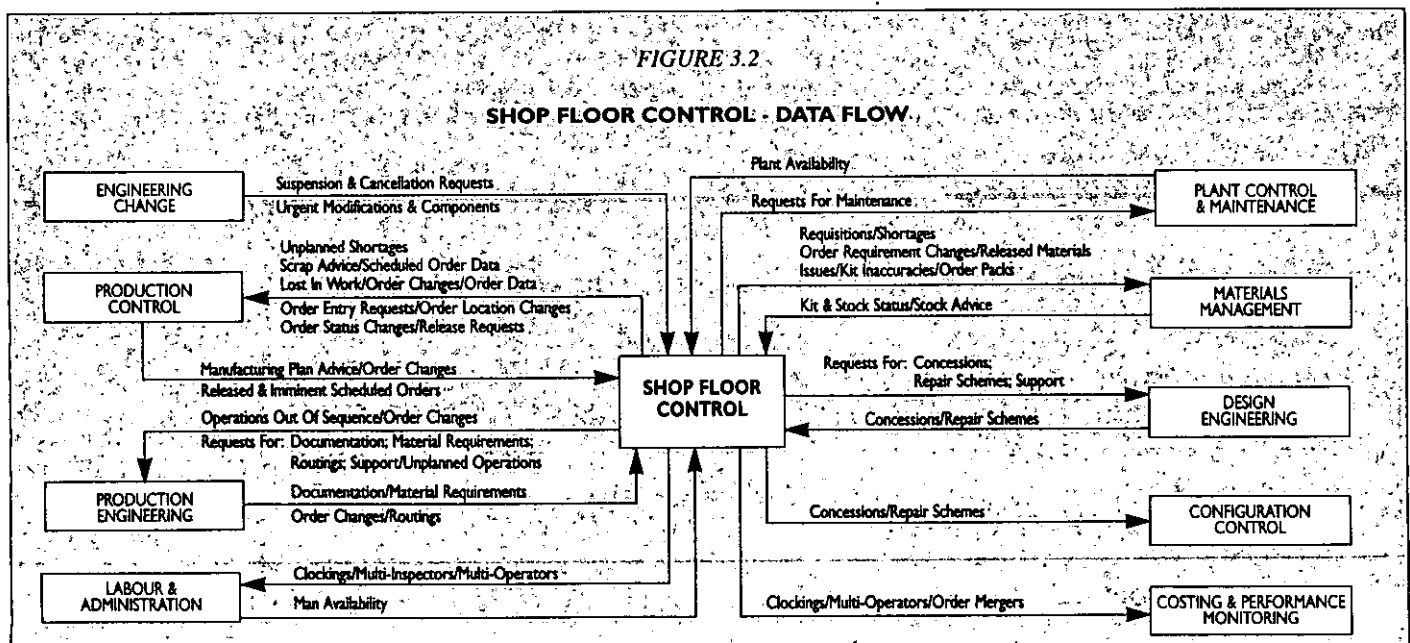 FIGURE 3.2
SHOP FLOOR CONTROL - DATA FLOW
ENGINEERING
CHANGE
Suspension & Cancellation Requests
Urgent Modifications & Components
PRODUCTION
CONTROL
Unplanned Shortages
Scrap Advice/Scheduled Order Data
Lost In Work/Order Changes/Order Data
Order Entry Requests/Order Location Changes
Order Status Changes/Release Requests
Manufacturing Plan Advice/Order Changes
Released & Imminent Scheduled Orders
Operations Out Of Sequence/Order Changes
Requests For: Documentation; Material Requirements;
Routings; Support/Unplanned Operations
PRODUCTION
ENGINEERING
Documentation/Material Requirements
Order Changes/Routings
LABOUR &
ADMINISTRATION
Clockings/Multi-Inspectors/Multi-Operators
Man Availability
SHOP FLOOR
CONTROL
Plant Availability
Requests For Maintenance
PLANT CONTROL
& MAINTENANCE
Requisitions/Shortages
Order Requirement Changes/Released Materials
Issues/Kit Inaccuracies/Order Packs
Kit & Stock Status/Stock Advice
MATERIALS
MANAGEMENT
Requests For: Concessions;
Repair Schemes; Support
Concessions/Repair Schemes
DESIGN
ENGINEERING
Concessions/Repair Schemes
CONFIGURATION
CONTROL
Clockings/Multi-Operators/Order Mergers
COSTING & PERFORMANCE
MONITORING